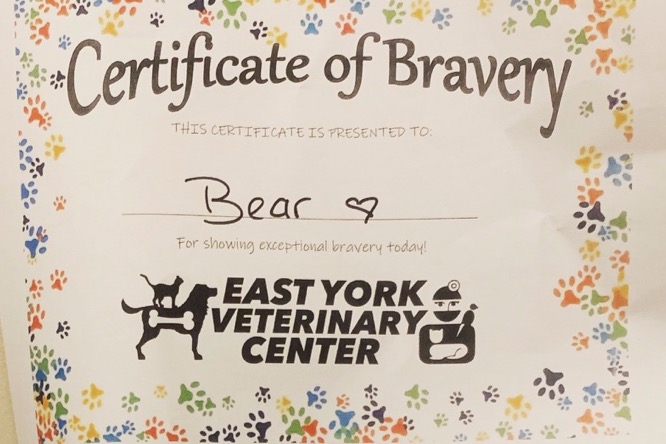 Certificate of Bravery
THIS CERTIFICATE IS PRESENTED TO:
Bear ♡
For showing exceptional bravery today!
EAST YORK
VETERINARY
CENTER